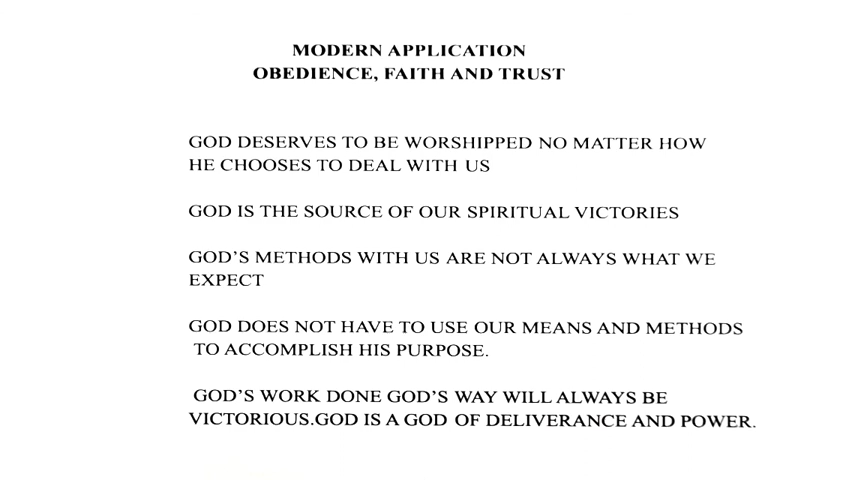 MODERN APPLICATION
OBEDIENCE, FAITH AND TRUST
GOD DESERVES TO BE WORSHIPPED NO MATTER HOW
HE CHOOSES TO DEAL WITH US
GOD IS THE SOURCE OF OUR SPIRITUAL VICTORIES
GOD'S METHODS WITH US ARE NOT ALWAYS WHAT WE
EXPECT
GOD DOES NOT HAVE TO USE OUR MEANS AND METHODS
TO ACCOMPLISH HIS PURPOSE.
GOD'S WORK DONE GOD'S WAY WILL ALWAYS BE
VICTORIOUS.GOD IS A GOD OF DELIVERANCE AND POWER.